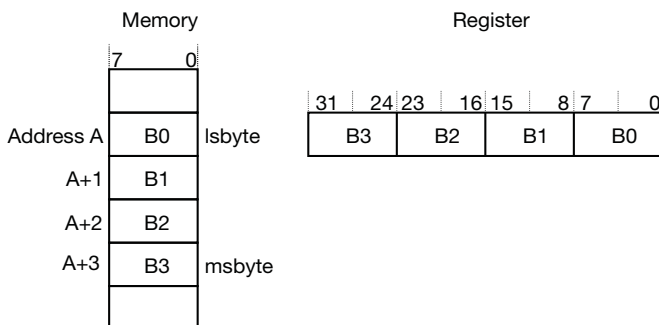 Memory Register
7 0
31 24 23 16 15 8 7 0
Address A B0 lsbyte B3 B2 B1 B0
A+1 B1
A+2 B2
A+3 B3 msbyte